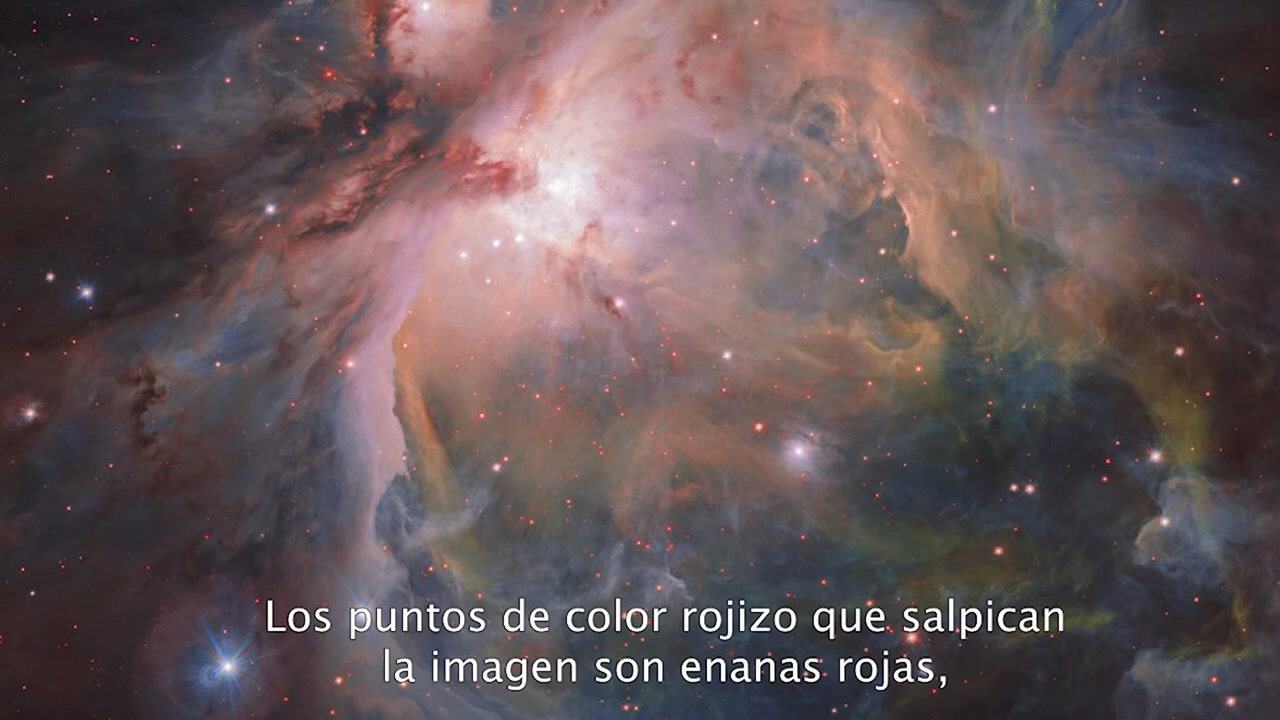 Los puntos de color rojizo que salpican
la imagen son enanas rojas,